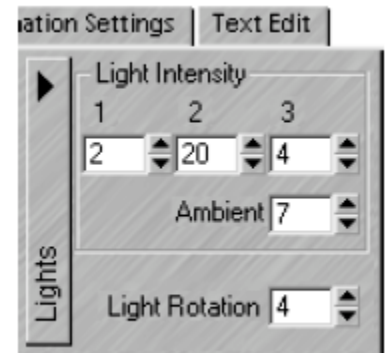 ation Settings Text Edit
Light Intensity
1 2 3
2 20 4
Ambient 7
Lights
Light Rotation 4